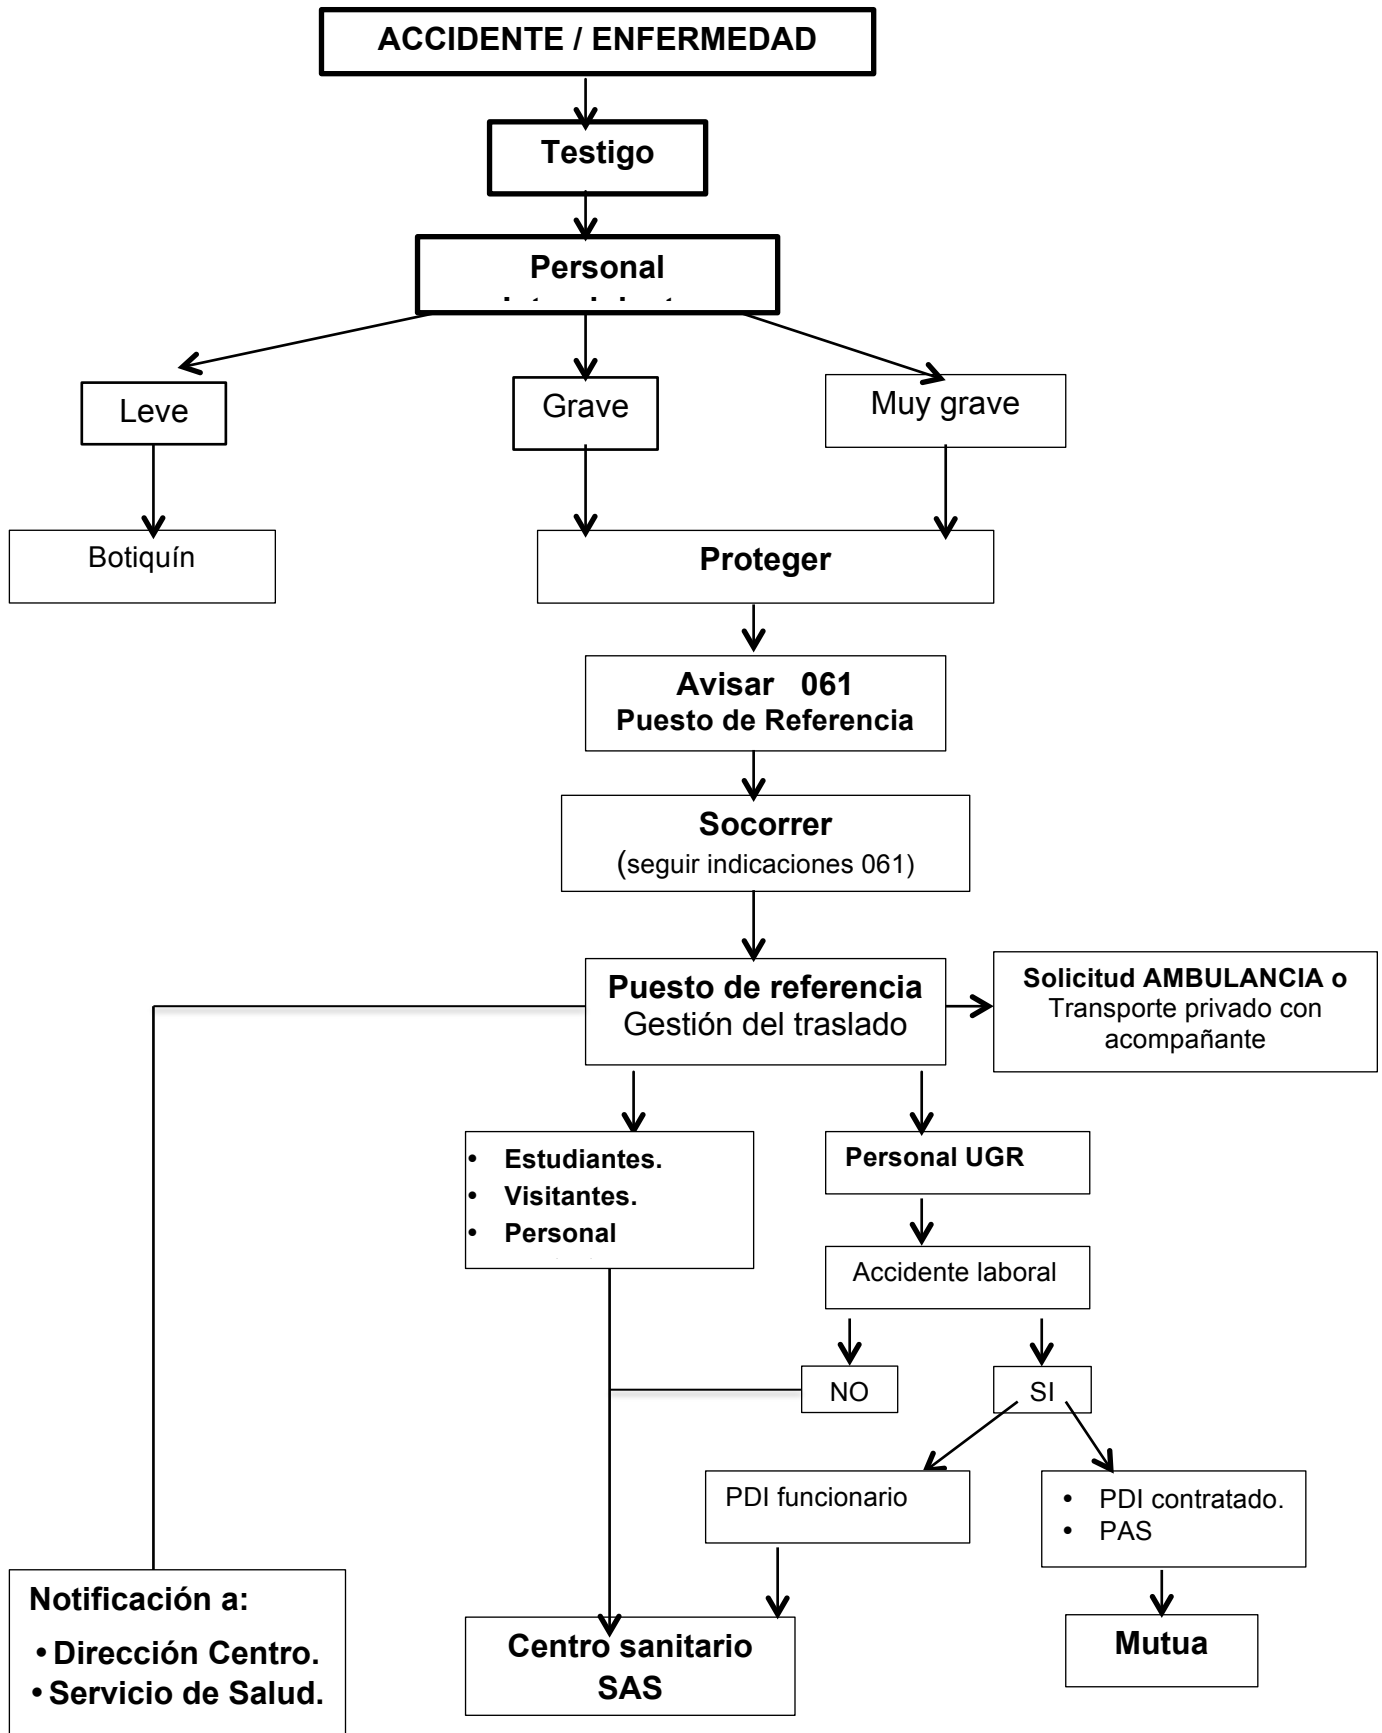 ACCIDENTE / ENFERMEDAD
Testigo
Personal
Leve
Grave
Muy grave
Botiquín
Proteger
Avisar 061
Puesto de Referencia
Socorrer
(seguir indicaciones 061)
Puesto de referencia
Gestión del traslado
Solicitud AMBULANCIA o
Transporte privado con
acompañante
• Estudiantes.
• Visitantes.
• Personal
Personal UGR
Accidente laboral
NO
SI
PDI funcionario
• PDI contratado.
• PAS
Notificación a:
• Dirección Centro.
• Servicio de Salud.
Centro sanitario
SAS
Mutua